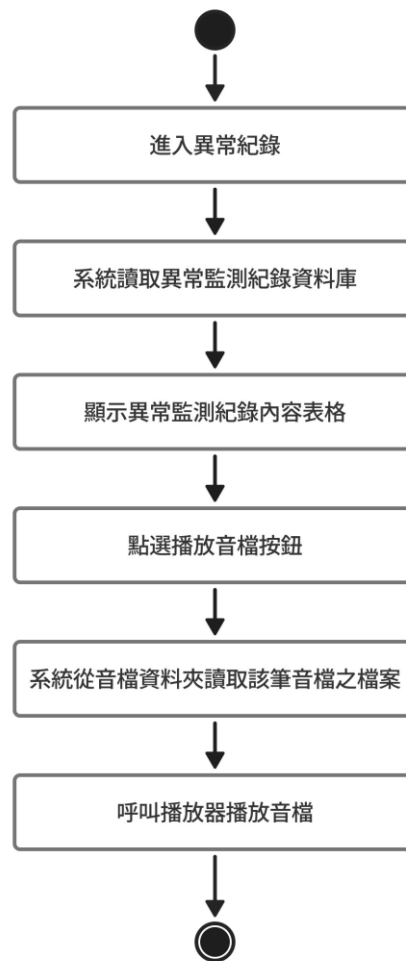 進入異常紀錄
系統讀取異常監測紀錄資料庫
顯示異常監測紀錄內容表格
點選播放音檔按鈕
系統從音檔資料夾讀取該筆音檔之檔案
呼叫播放器播放音檔